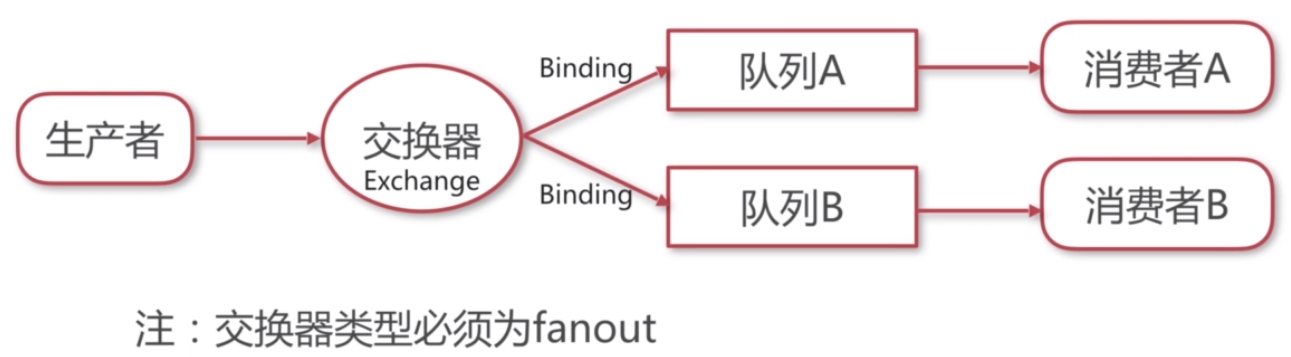 生产者
交换器
Exchange
Binding
Binding
队列A
队列B
消费者A
消费者B
注：交换器类型必须为fanout